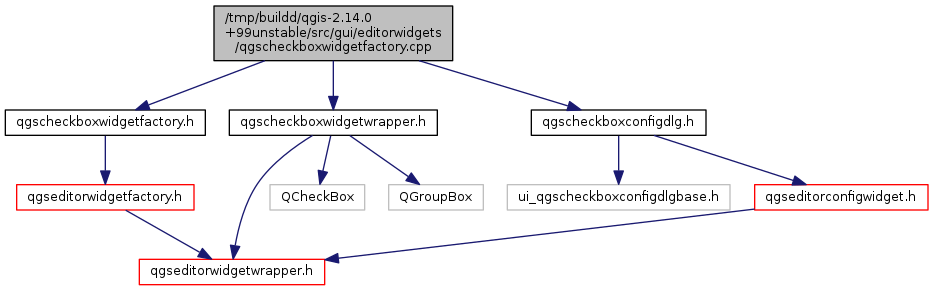 /tmp/buildd/qgis-2.14.0
+99unstable/src/gui/editorwidgets
/qgscheckboxwidgetfactory.cpp
qgscheckboxwidgetfactory.h
qgscheckboxwidgetwrapper.h
qgscheckboxconfigdlg.h
qgseditorwidgetfactory.h
QCheckBox
QGroupBox
ui_qgscheckboxconfigdlgbase.h
qgseditorconfigwidget.h
qgseditorwidgetwrapper.h